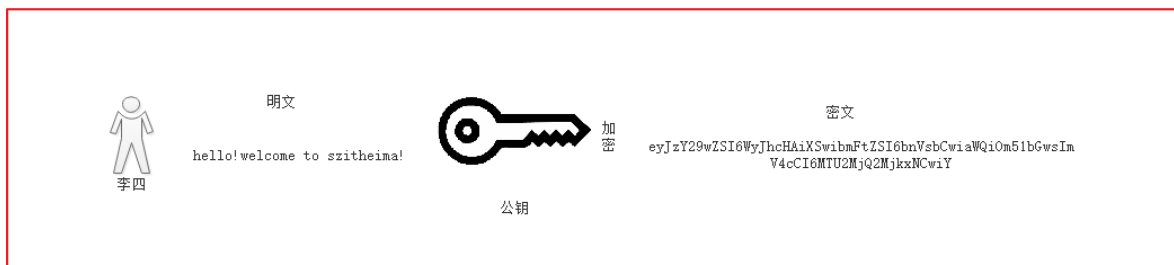 明文
hello!welcome to szitheima!
李四
公钥
加
密
密文
eyJzY29wZSI6WyJhcHAiXSwibmFtZSI6bnVsbCwiaWQiOm51bGwsIm
V4cCI6MTU2MjQ2MjkxNCwiY